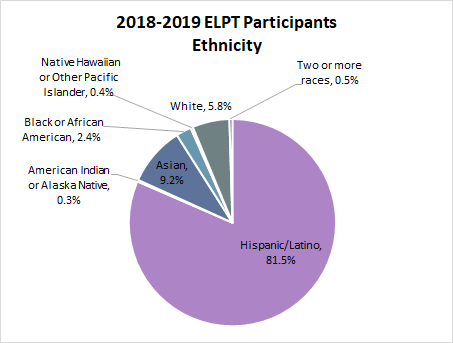 2018-2019 ELPT Participants
Ethnicity
Native Hawaiian
or Other Pacific
Islander, 0.4%
Two or more
races, 0.5%
White, 5.8%
Black or African
American, 2.4%
American Indian
or Alaska Native,
0.3%
Asian,
9.2%
Hispanic/Latino,
81.5%